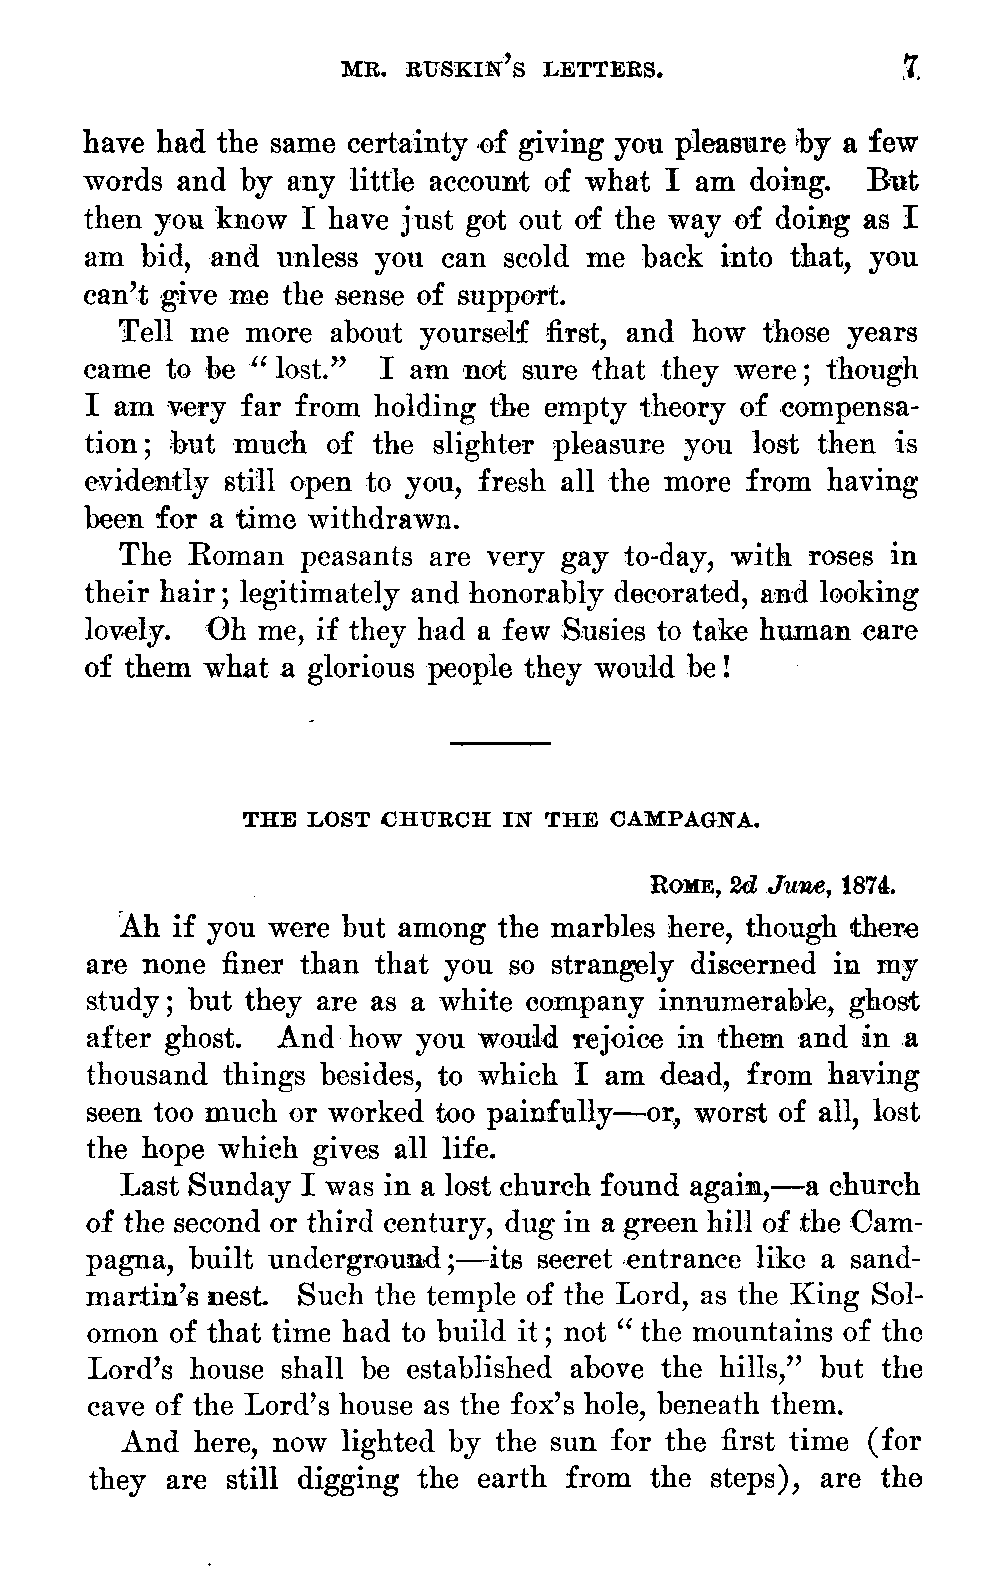 MR. RUSKIN'S LETTERS. 7
have had the same certainty of giving you pleasure by a few
words and by any little account of what I am doing. But
then you know I have just got out of the way of doing as I
am bid, and unless you can scold me back into that, you
can't give me the sense of support.
Tell me more about yourself first, and how those years
came to be “lost.” I am not sure that they were; though
I am very far from holding the empty theory of compensa-
tion; but much of the slighter pleasure you lost then is
evidently still open to you, fresh all the more from having
been for a time withdrawn.
The Roman peasants are very gay to-day, with roses in
their hair; legitimately and honorably decorated, and looking
lovely. Oh me, if they had a few Susies to take human care
of them what a glorious people they would be!
THE LOST CHURCH IN THE CAMPAGNA.
ROME, 2d June, 1874.
Ah if you were but among the marbles here, though there
are none finer than that you so strangely discerned in my
study; but they are as a white company innumerable, ghost
after ghost. And how you would rejoice in them and in a
thousand things besides, to which I am dead, from having
seen too much or worked too painfully—or, worst of all, lost
the hope which gives all life.
Last Sunday I was in a lost church found again,—a church
of the second or third century, dug in a green hill of the Cam-
pagna, built underground;—its secret entrance like a sand-
martin's nest. Such the temple of the Lord, as the King Sol-
omon of that time had to build it; not “the mountains of the
Lord's house shall be established above the hills,” but the
cave of the Lord's house as the fox's hole, beneath them.
And here, now lighted by the sun for the first time (for
they are still digging the earth from the steps), are the